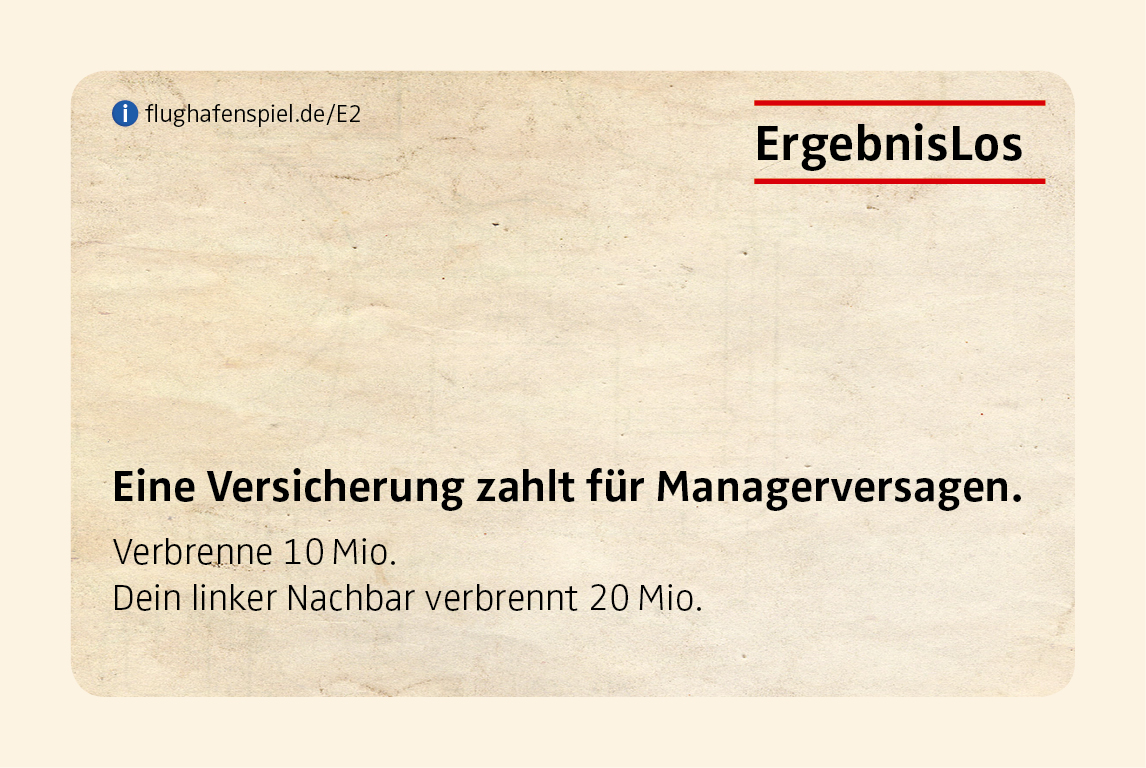 i flughafenspiel.de/E2
ErgebnisLos
Eine Versicherung zahlt für Managerversagen.
Verbrenne 10 Mio.
Dein linker Nachbar verbrennt 20 Mio.